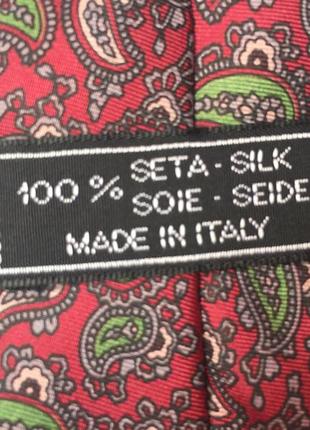 100 % SETA - SILK
SOIE - SEIDE
MADE IN ITALY